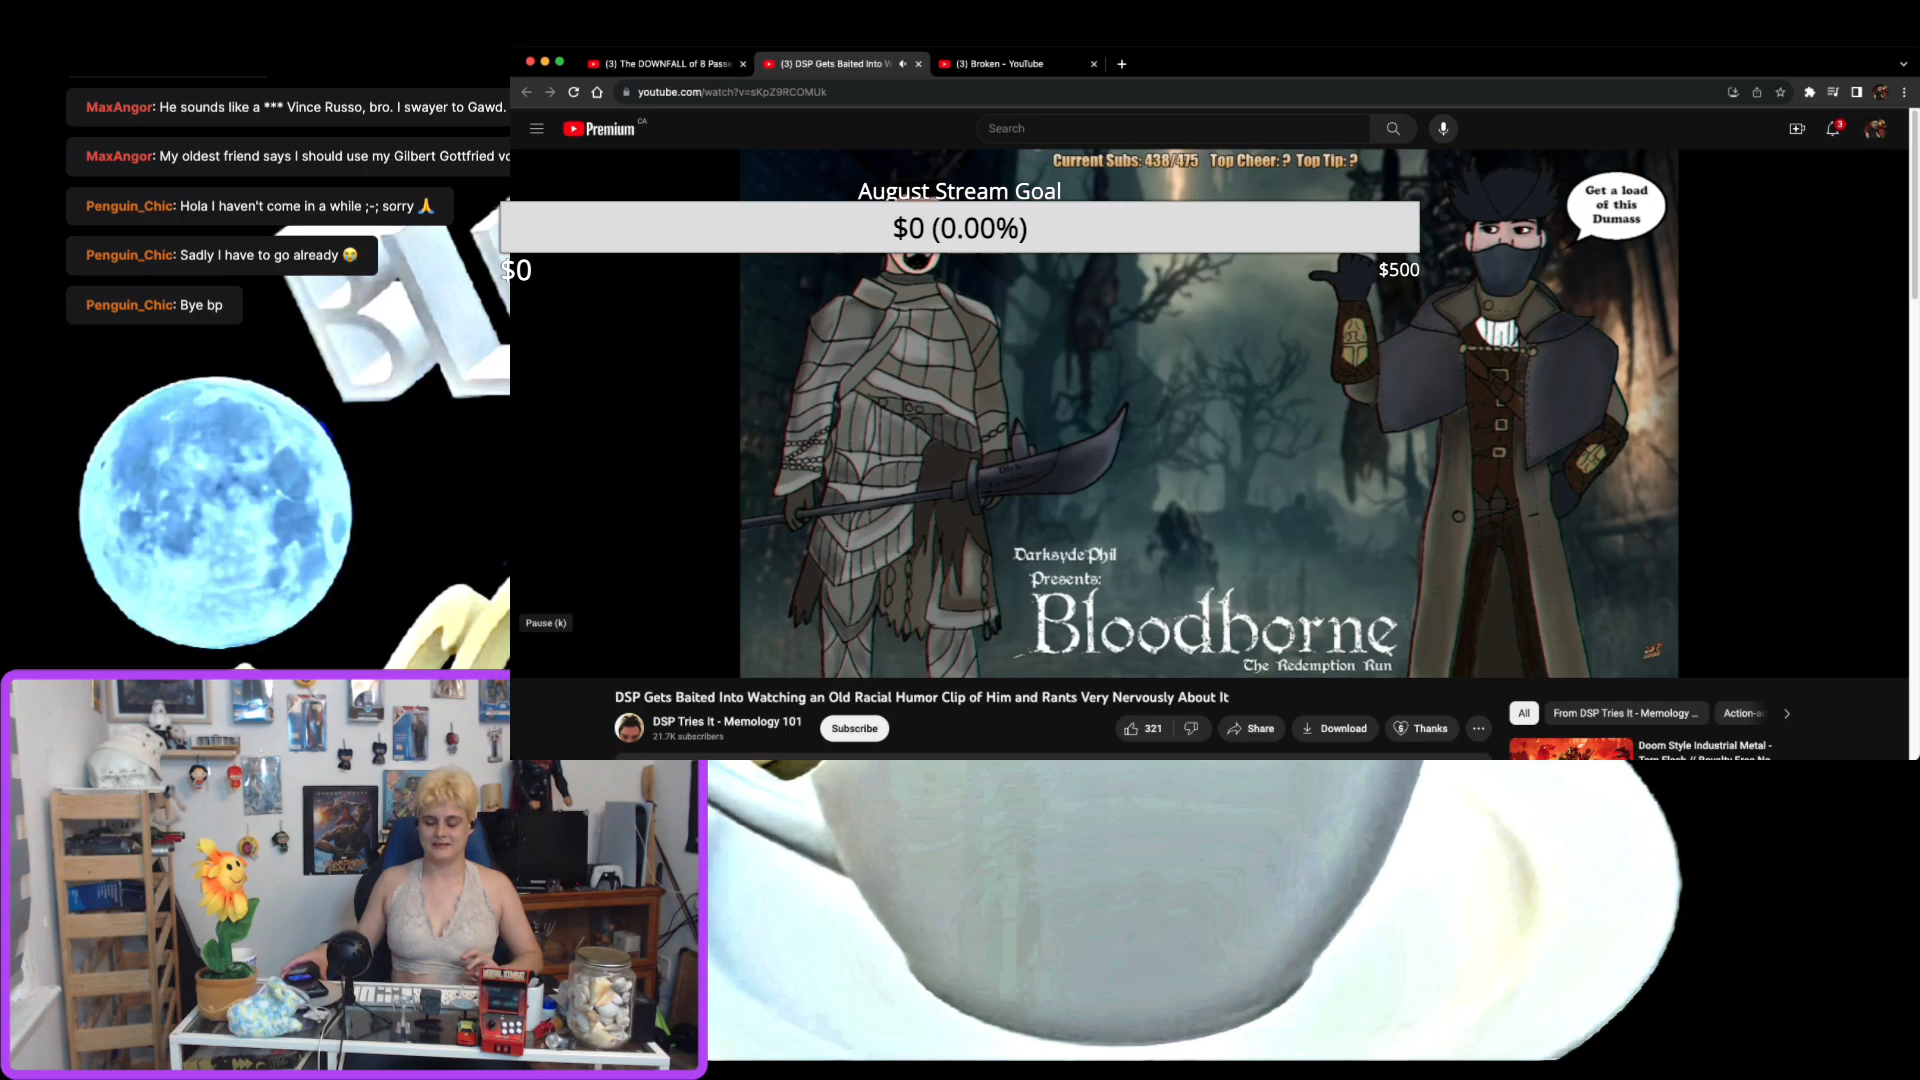 MaxAngor: He sounds like a *** Vince Russo, bro. I swayer to Gawd.
MaxAngor: My oldest friend says I should use my Gilbert Gottfried vo
Penguin_Chic: Hola I haven't come in a while ;-; sorry 🙏
Penguin_Chic: Sadly I have to go already 😭
Penguin_Chic: Bye bp
(3) The DOWNFALL of 8 Passe
(3) DSP Gets Baited Into W
(3) Broken - YouTube
youtube.com/watch?v=sKpZ9RCOMUk
Premium CA
Search
3
Current Subs: 438/475 Top Cheer: ? Top Tip: ?
August Stream Goal
$0 (0.00%)
$0
$500
Get a load
of this
Dumass
DarksydePhil
Presents:
Bloodborne
The Redemption Run
Pause (k)
DSP Gets Baited Into Watching an Old Racial Humor Clip of Him and Rants Very Nervously About It
DSP Tries It - Memology 101
21.7K subscribers
Subscribe
321
Share
Download
Thanks
All
From DSP Tries It - Memology ...
Action-a
Doom Style Industrial Metal -
MORTAL KOMBAT